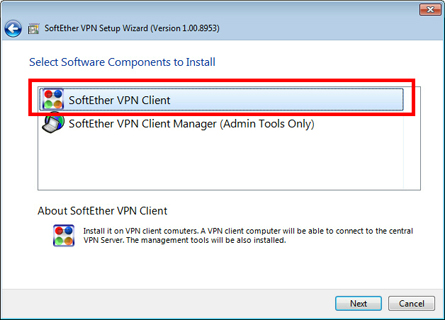 SoftEther VPN Setup Wizard (Version 1.00.8953)
Select Software Components to Install
SoftEther VPN Client
SoftEther VPN Client Manager (Admin Tools Only)
About SoftEther VPN Client
Install it on VPN client comuters. A VPN client computer will be able to connect to the central
VPN Server. The management tools will be also installed.
Next
Cancel